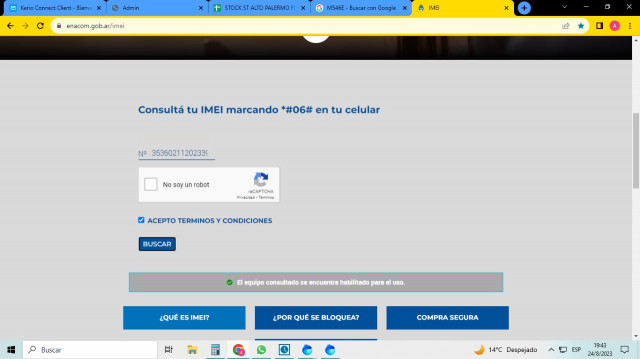 Kerio Connect Client - Bienve
Admin
STOCK ST ALTO PALERMO
M546E - Buscar con Google
IMEI
enacom.gob.ar/imei
A
Consultá tu IMEI marcando *#06# en tu celular
Nº 35360211202339
No soy un robot
reCAPTCHA
Privacidad - Términos
ACEPTO TERMINOS Y CONDICIONES
BUSCAR
El equipo consultado se encuentra habilitado para el uso.
¿QUÉ ES IMEI?
¿POR QUÉ SE BLOQUEA?
COMPRA SEGURA
Buscar
14°C Despejado
ESP
19:43
24/8/2023